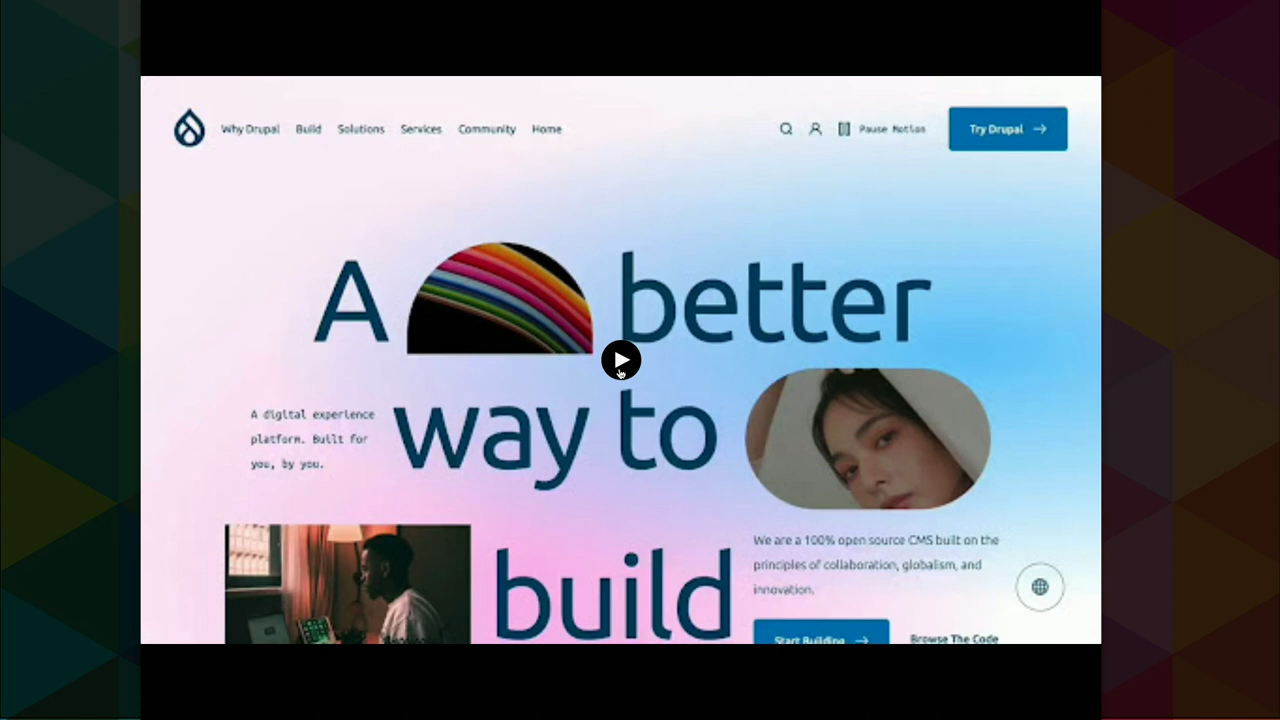 Why Drupal Build Solutions Services Community Home Pause Motion Try Drupal
A better
way to
A digital experience
platform. Built for
you, by you.
build
We are a 100% open source CMS built on the
principles of collaboration, globalism, and
innovation.
Start Building Browse The Code